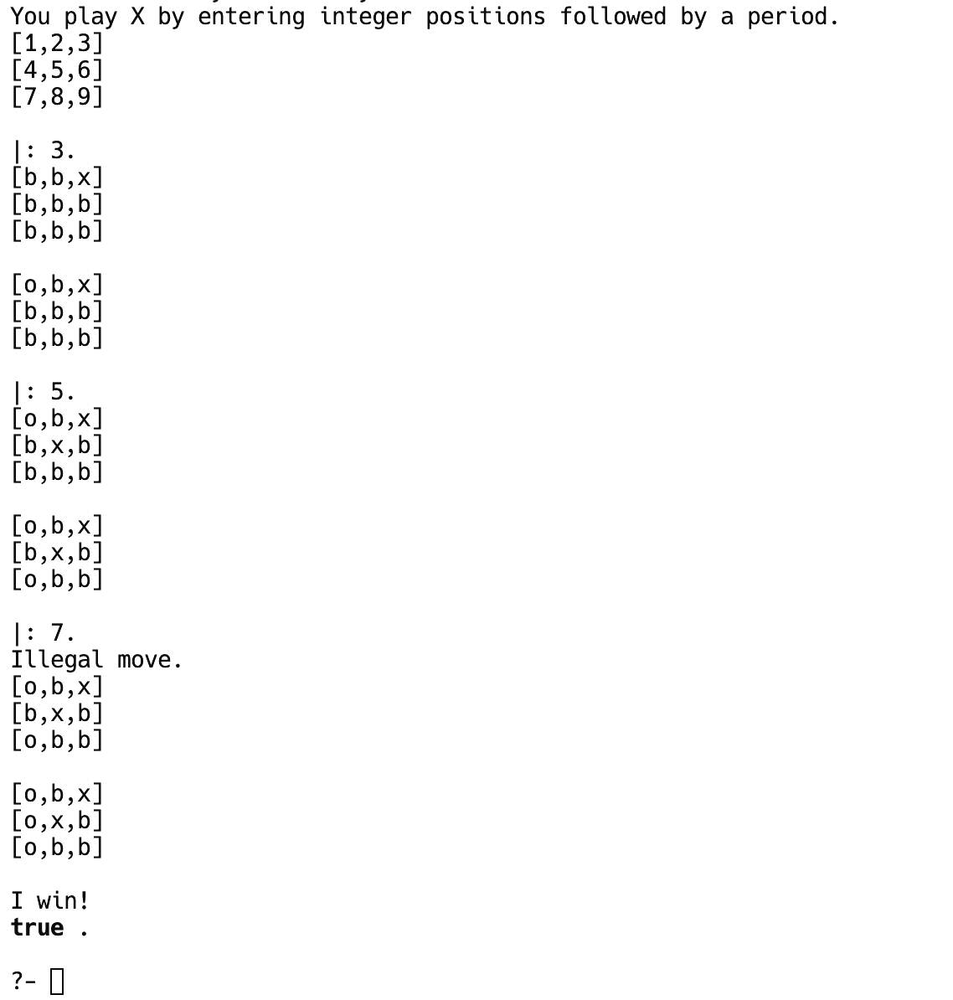 You play X by entering integer positions followed by a period.
[1,2,3]
[4,5,6]
[7,8,9]
|: 3.
[b,b,x]
[b,b,b]
[b,b,b]
[o,b,x]
[b,b,b]
[b,b,b]
|: 5.
[o,b,x]
[b,x,b]
[b,b,b]
[o,b,x]
[b,x,b]
[o,b,b]
|: 7.
Illegal move.
[o,b,x]
[b,x,b]
[o,b,b]
[o,b,x]
[o,x,b]
[o,b,b]
I win!
true .
?-